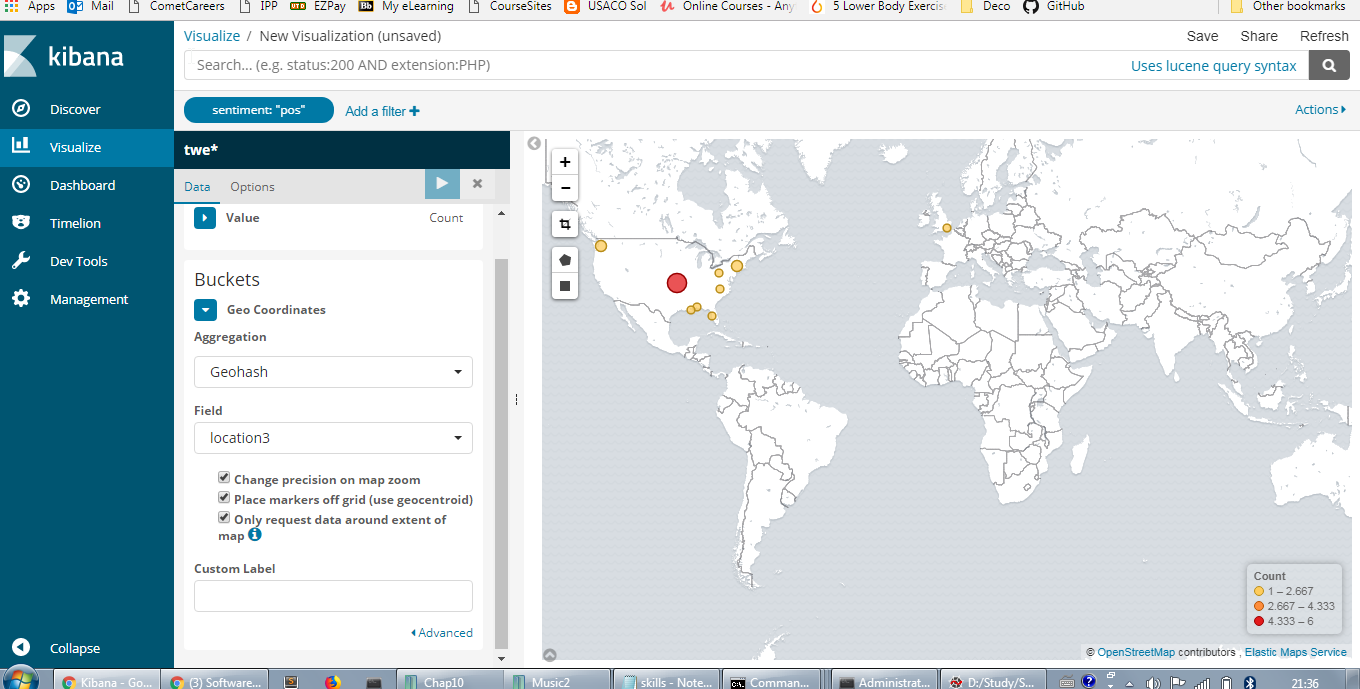 Apps Mail CometCareers IPP UTD EZPay Bb My eLearning CourseSites USACO Sol Online Courses - Any 5 Lower Body Exercis Deco GitHub Other bookmarks
kibana
Discover
Visualize
Dashboard
Timelion
Dev Tools
Management
Collapse
Visualize / New Visualization (unsaved)
Save Share Refresh
Search... (e.g. status:200 AND extension:PHP)
Uses lucene query syntax
sentiment: "pos"
Add a filter +
Actions
twe*
Data Options
Value Count
Buckets
Geo Coordinates
Aggregation
Geohash
Field
location3
Change precision on map zoom
Place markers off grid (use geocentroid)
Only request data around extent of
map i
Custom Label
Advanced
+
−
Count
1 – 2.667
2.667 – 4.333
4.333 – 6
© OpenStreetMap contributors , Elastic Maps Service
Kibana - Go... (3) Software... Chap10 Music2 skills - Note... Comman... Administrat... D:/Study/S... 21:36